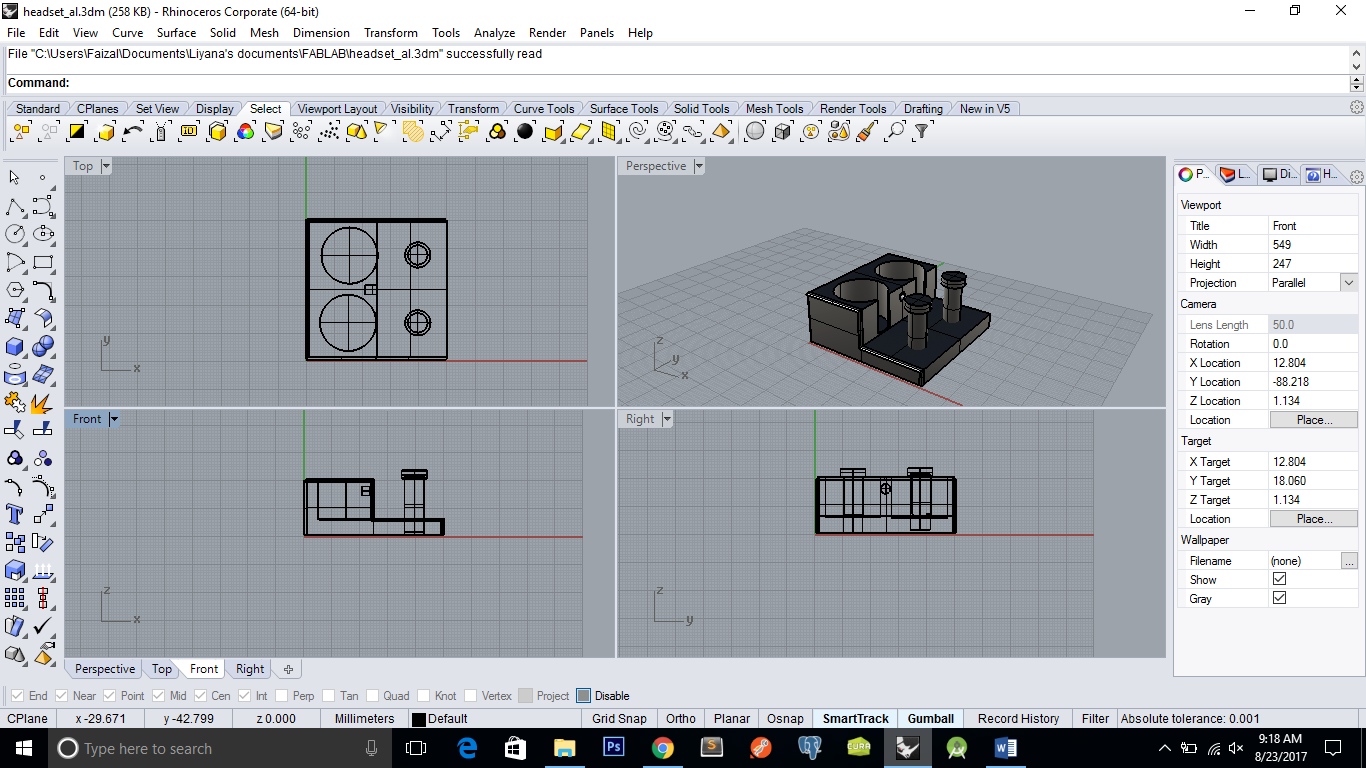 headset_al.3dm (258 KB) - Rhinoceros Corporate (64-bit)
File Edit View Curve Surface Solid Mesh Dimension Transform Tools Analyze Render Panels Help
File "C:\Users\Faizal\Documents\Liyana's documents\FABLAB\headset_al.3dm" successfully read
Command:
Standard CPlanes Set View Display Select Viewport Layout Visibility Transform Curve Tools Surface Tools Solid Tools Mesh Tools Render Tools Drafting New in V5
ID
Top
y
x
Perspective
z
y
x
Front
z
x
Right
z
y
P.. L.. Di.. H..
Viewport
Title Front
Width 549
Height 247
Projection Parallel
Camera
Lens Length 50.0
Rotation 0.0
X Location 12.804
Y Location -88.218
Z Location 1.134
Location Place...
Target
X Target 12.804
Y Target 18.060
Z Target 1.134
Location Place...
Wallpaper
Filename (none) ...
Show
Gray
Perspective Top Front Right
End Near Point Mid Cen Int Perp Tan Quad Knot Vertex Project Disable
CPlane x -29.671 y -42.799 z 0.000 Millimeters Default Grid Snap Ortho Planar Osnap SmartTrack Gumball Record History Filter Absolute tolerance: 0.001
Type here to search
Ps
S
CURA
W
9:18 AM
8/23/2017